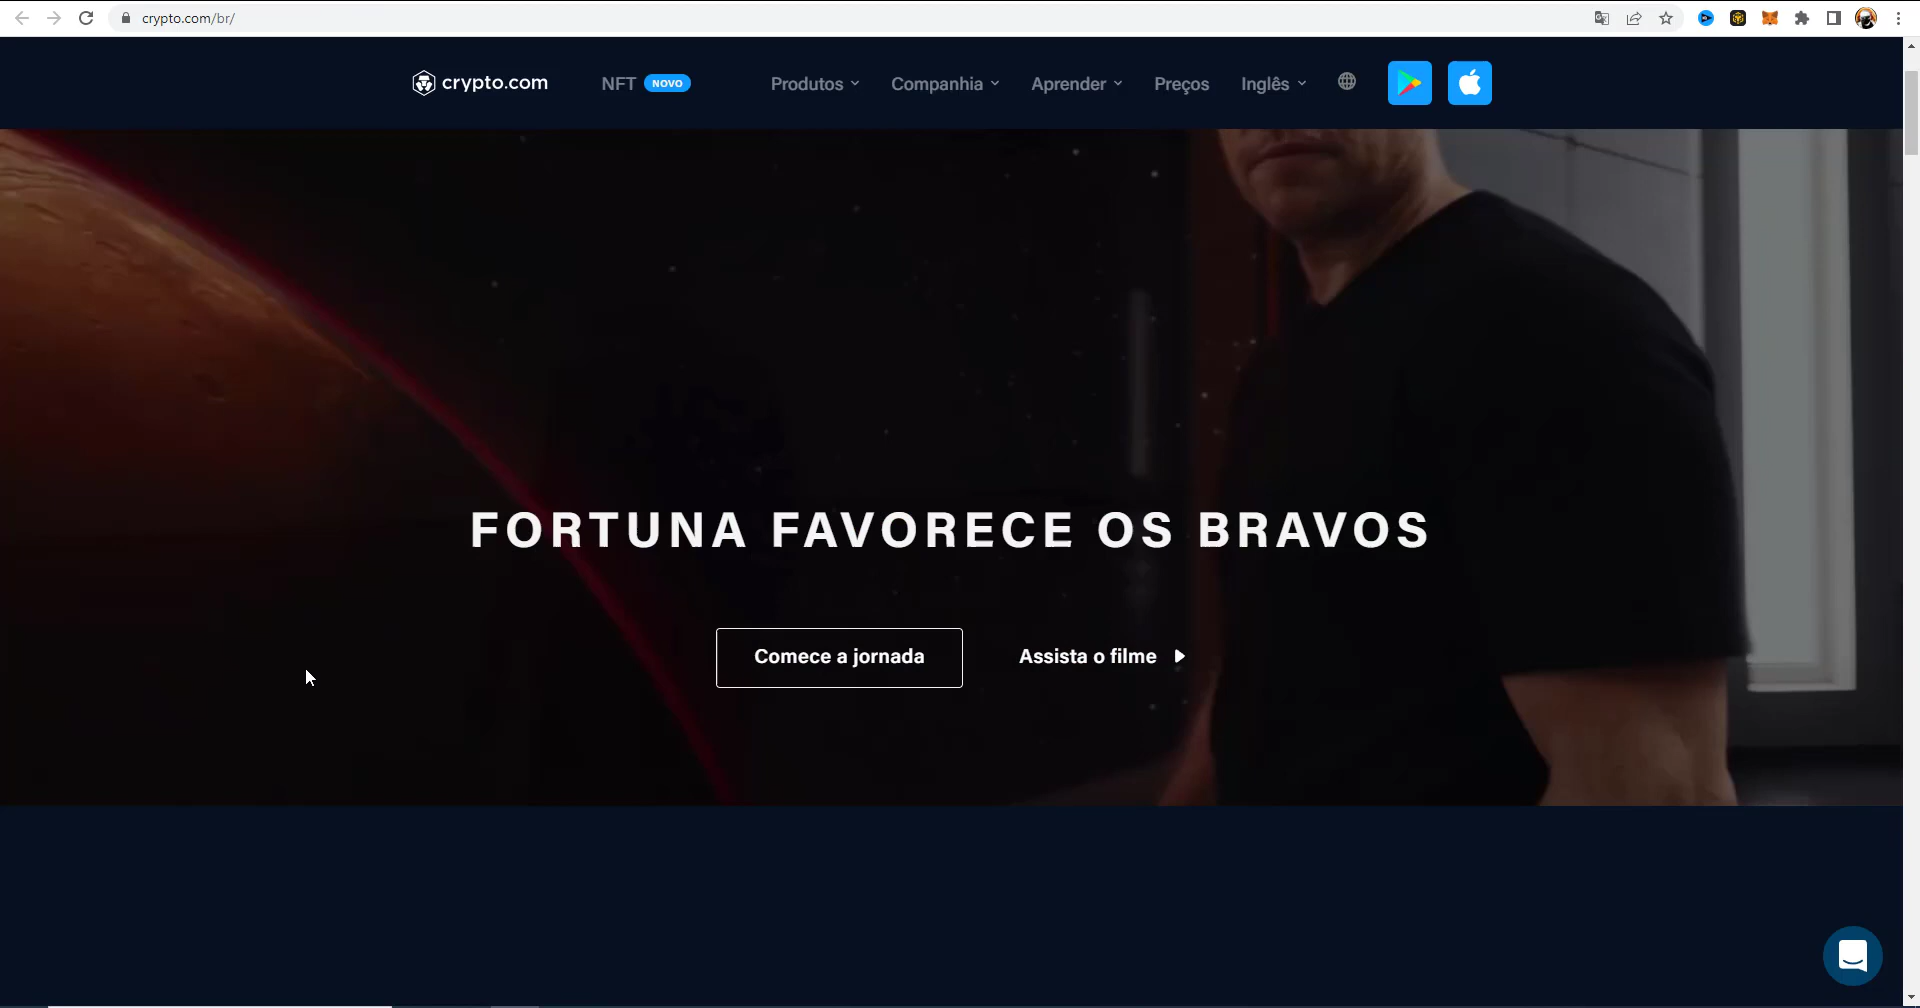 crypto.com/br/
crypto.com
NFT NOVO
Produtos
Companhia
Aprender
Preços
Inglês
FORTUNA FAVORECE OS BRAVOS
Comece a jornada
Assista o filme